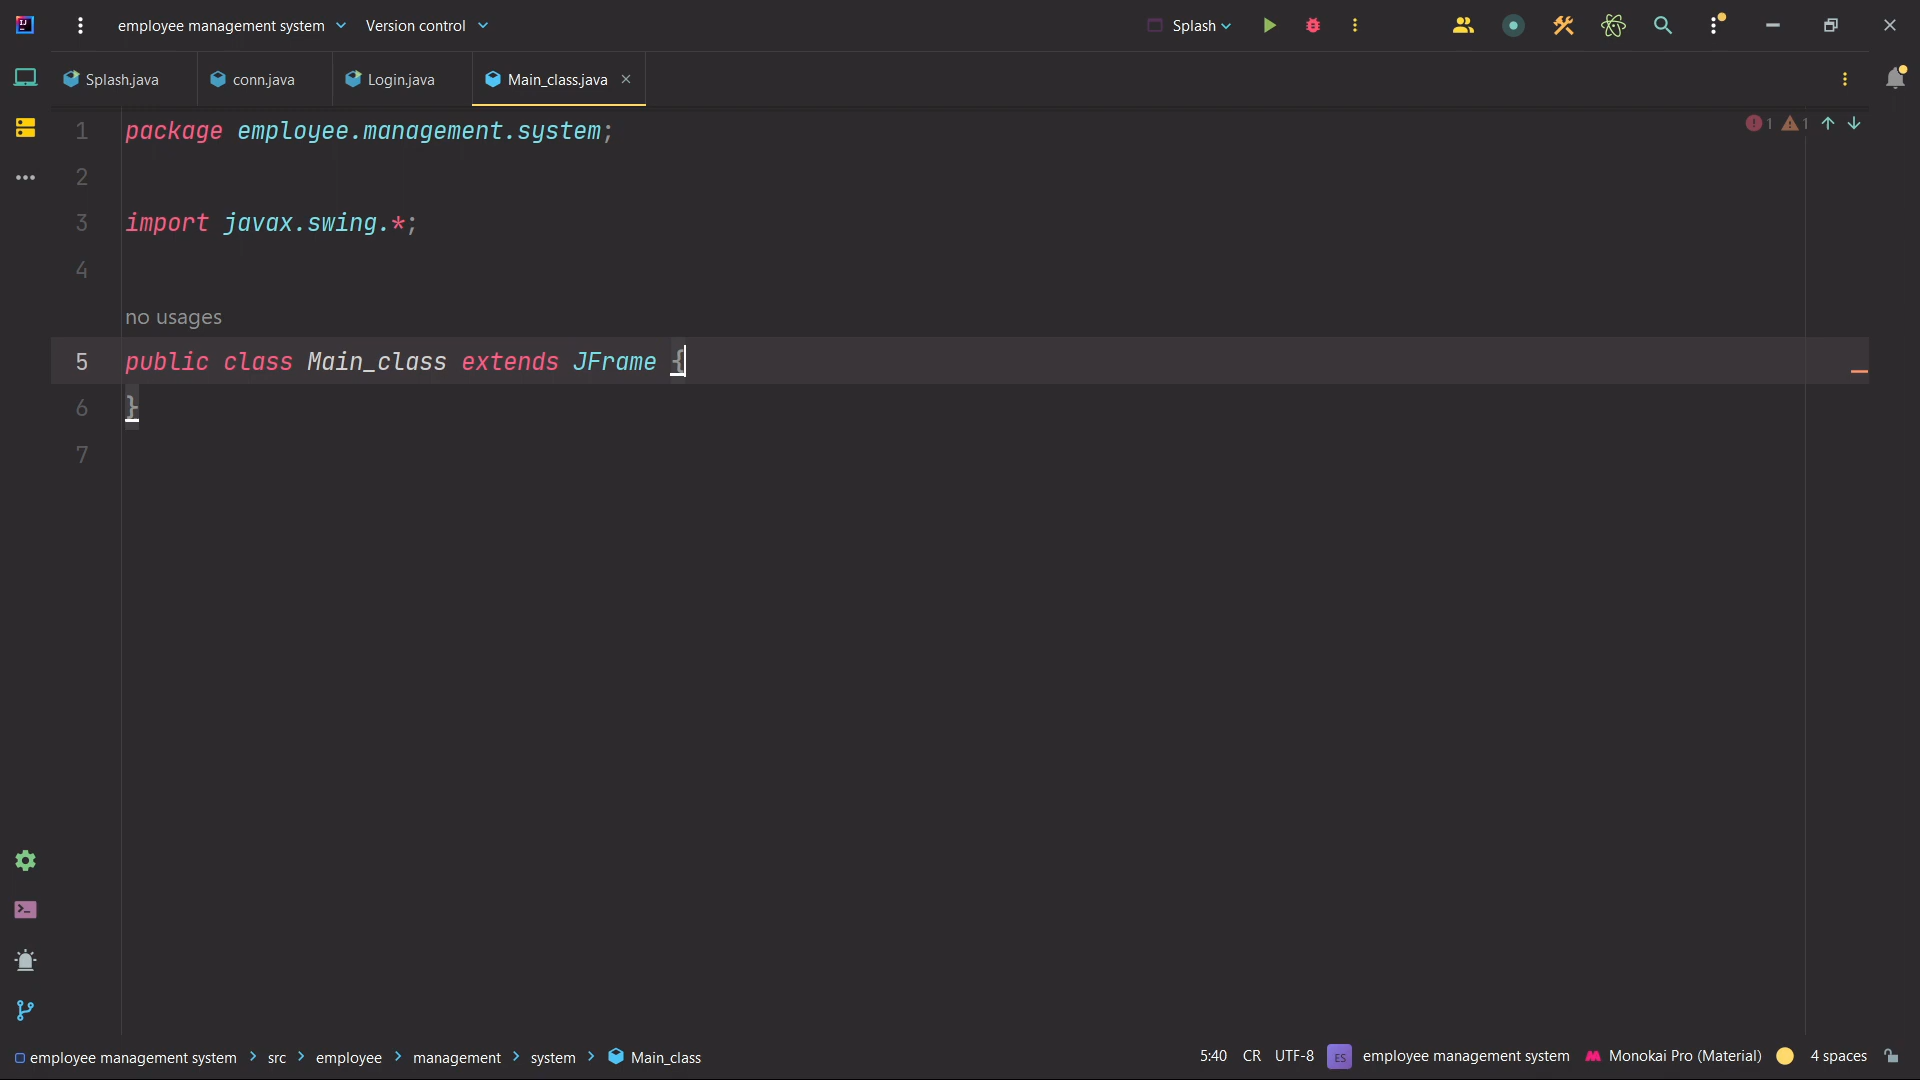 employee management system Version control Splash
Splash.java conn.java Login.java Main_class.java
1 package employee.management.system; 1 1
2
3 import javax.swing.*;
4
no usages
5 public class Main_class extends JFrame {
6 }
7
employee management system > src > employee > management > system > Main_class 5:40 CR UTF-8 ES employee management system Monokai Pro (Material) 4 spaces